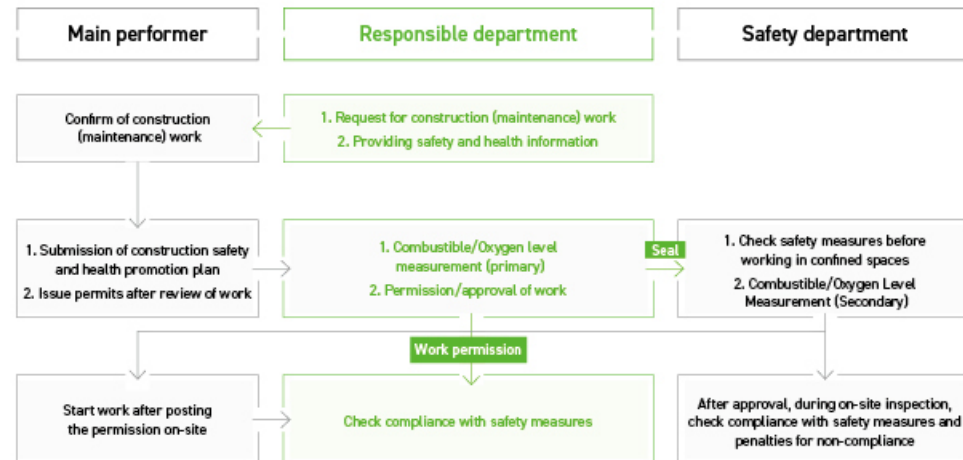 Main performer
Responsible department
Safety department
Confirm of construction
(maintenance) work
1. Request for construction (maintenance) work
2. Providing safety and health information
1. Submission of construction safety
and health promotion plan
2. Issue permits after review of work
1. Combustible/Oxygen level
measurement (primary)
2. Permission/approval of work
Seal
1. Check safety measures before
working in confined spaces
2. Combustible/Oxygen Level
Measurement (Secondary)
Work permission
Start work after posting
the permission on-site
Check compliance with safety measures
After approval, during on-site inspection,
check compliance with safety measures and
penalties for non-compliance